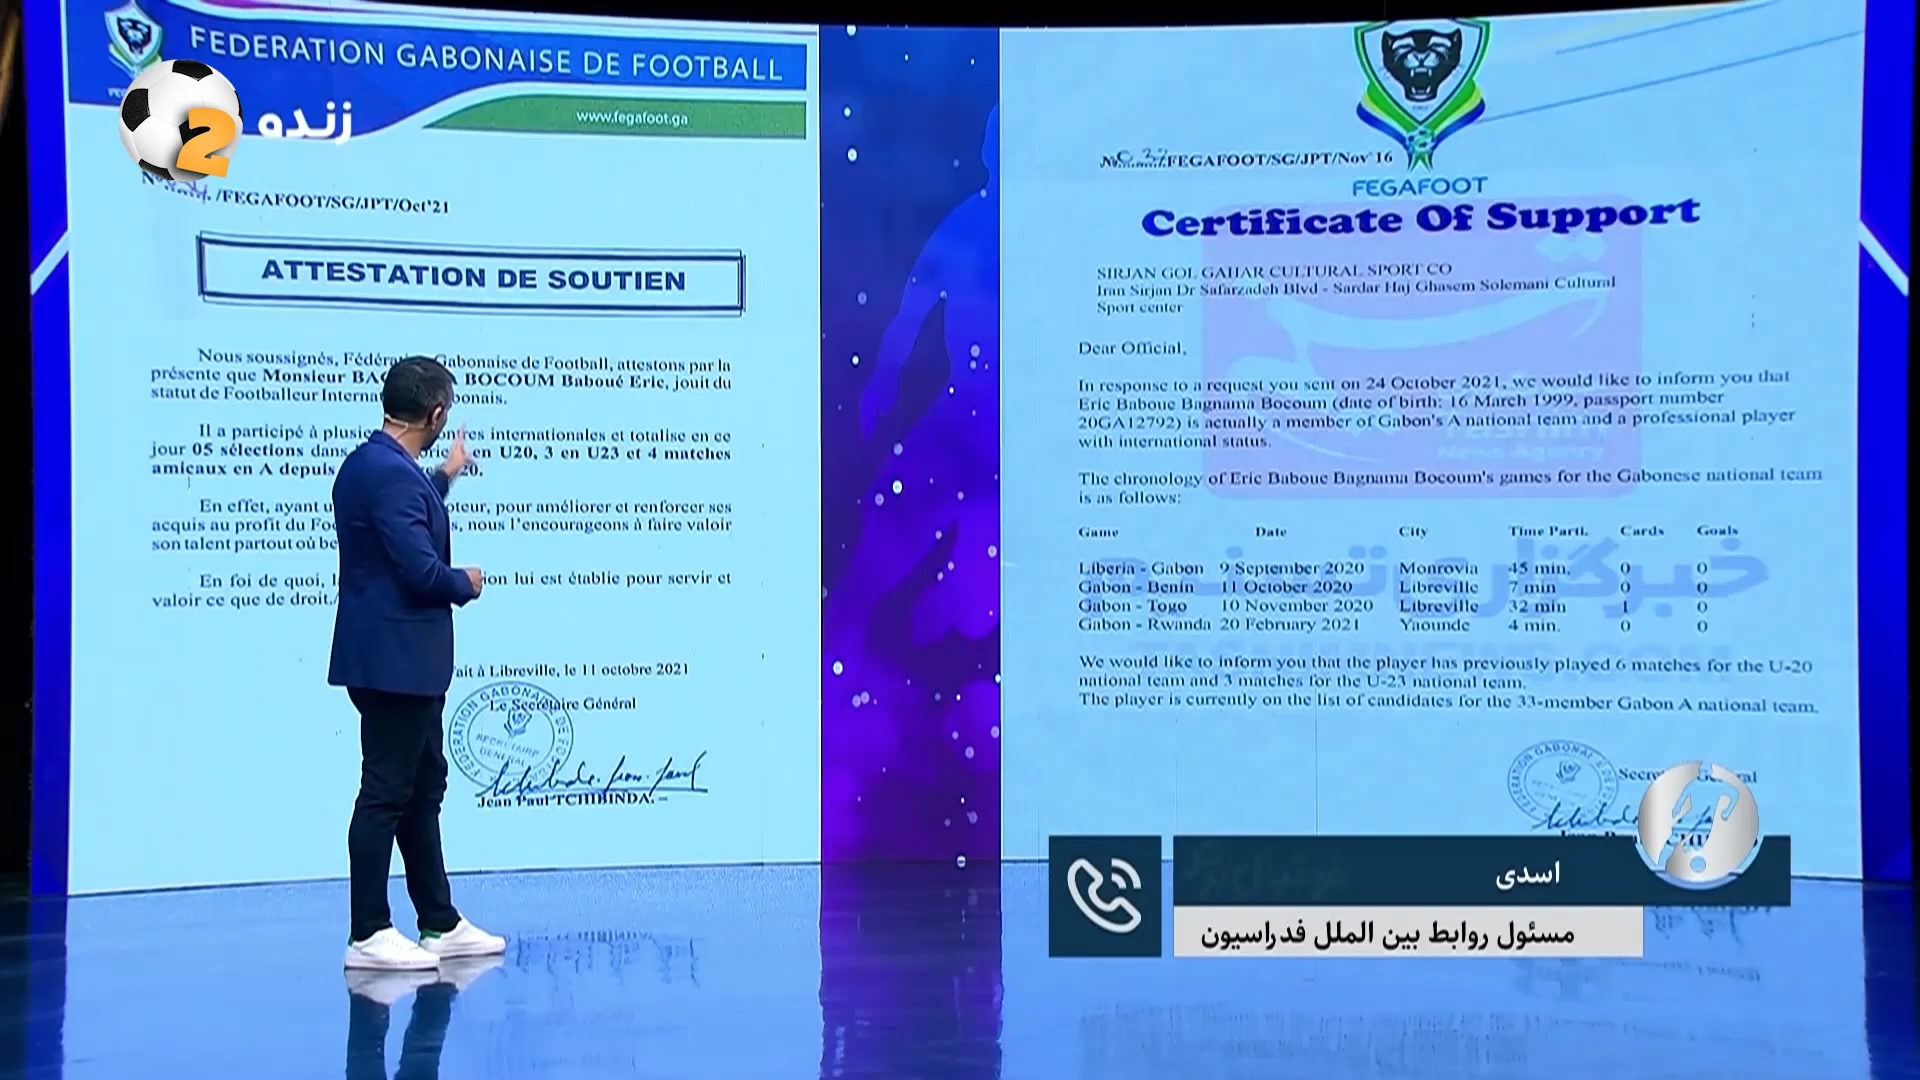 FEDERATION GABONAISE DE FOOTBALL
www.fegafoot.ga
2
زنده
/FEGAFOOT/SG/JPT/Oct'21
ATTESTATION DE SOUTIEN
Nous soussignés, Gabonaise de Football, attestons par la
présente que Monsieur BOCOUM Baboué Eric, jouit du
statut de Footballeur
Il a participé à internationales et totalise en ce
jour 05 sélections en U20, 3 en U23 et 4 matches
amicaux en A depuis
En effet, ayant pour améliorer et renforcer ses
acquis au profit du nous l'encourageons à faire valoir
son talent partout où
En foi de quoi, lui est établie pour servir et
valoir ce que de droit./
à Libreville, le 11 octobre 2021
Le Secrétaire Général
FEDERATION GABONAISE DE
SECRETAIRE
GENERAL
Jean Paul TCHIBINDA.-
/FEGAFOOT/SG/JPT/Nov'16
FEGAFOOT
Certificate Of Support
SIRJAN GOL GAHAR CULTURAL SPORT CO
Iran Sirjan Dr Safarzadeh Blvd - Sardar Haj Ghasem Solemani Cultural
Sport center
Dear Official,
In response to a request you sent on 24 October 2021, we would like to inform you that
Eric Baboue Bagnama Bocoum (date of birth: 16 March 1999, passport number
20GA12792) is actually a member of Gabon's A national team and a professional player
with international status.
News Agency
The chronology of Eric Baboue Bagnama Bocoum's games for the Gabonese national team
is as follows:
Game Date City Time Parti. Cards Goals
خبرگزاری تسنیم
Liberia - Gabon 9 September 2020 Monrovia 45 min. 0 0
Gabon - Benin 11 October 2020 Libreville 7 min 0 0
Gabon - Togo 10 November 2020 Libreville 32 min 1 0
Gabon - Rwanda 20 February 2021 Yaounde 4 min. 0 0
We would like to inform you that the player has previously played 6 matches for the U-20
national team and 3 matches for the U-23 national team.
The player is currently on the list of candidates for the 33-member Gabon A national team.
اسدی
مسئول روابط بین الملل فدراسیون